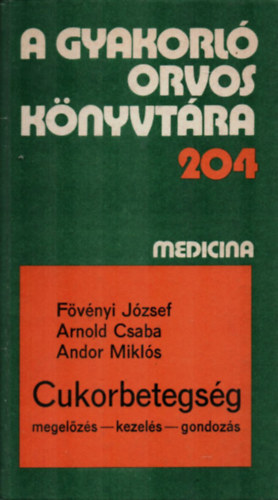 A GYAKORLÓ
ORVOS
KÖNYVTÁRA
204
MEDICINA
Fövényi József
Arnold Csaba
Andor Miklós
Cukorbetegség
megelőzés — kezelés — gondozás